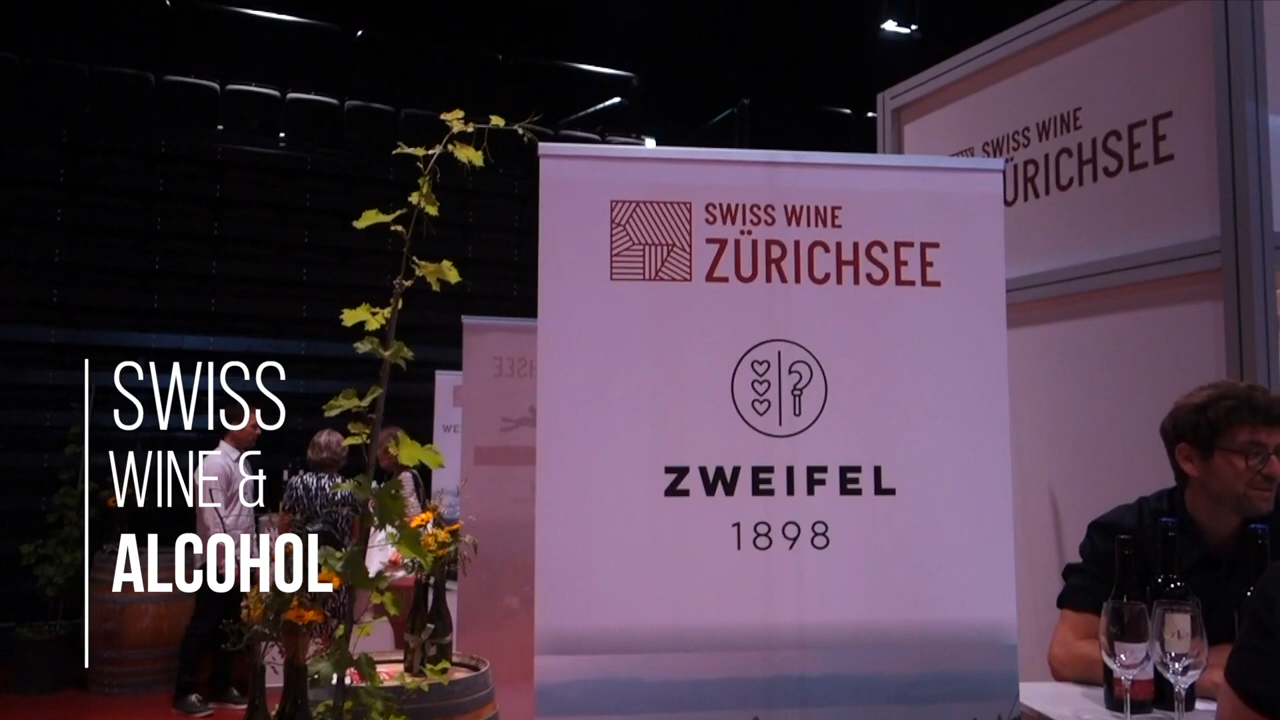 SWISS WINE
ZÜRICHSEE
SWISS WINE
ZÜRICHSEE
ZWEIFEL
1898
SWISS
WINE &
ALCOHOL